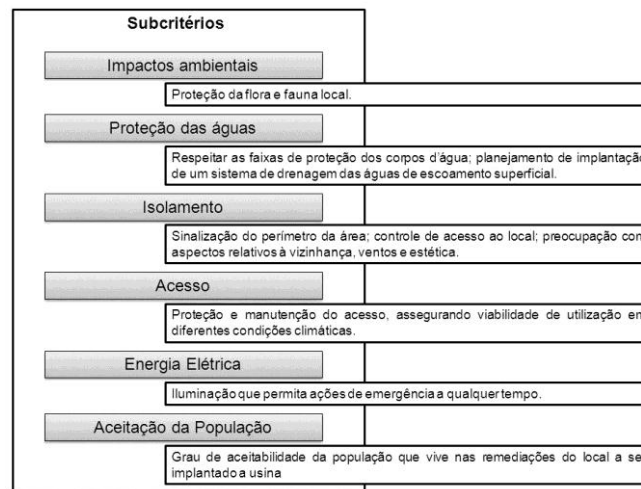 Subcritérios
Impactos ambientais
Proteção da flora e fauna local.
Proteção das águas
Respeitar as faixas de proteção dos corpos d'água; planejamento de implantação
de um sistema de drenagem das águas de escoamento superficial.
Isolamento
Sinalização do perímetro da área; controle de acesso ao local; preocupação con
aspectos relativos à vizinhança, ventos e estética.
Acesso
Proteção e manutenção do acesso, assegurando viabilidade de utilização en
diferentes condições climáticas.
Energia Elétrica
Iluminação que permita ações de emergência a qualquer tempo.
Aceitação da População
Grau de aceitabilidade da população que vive nas remediações do local a se
implantado a usina